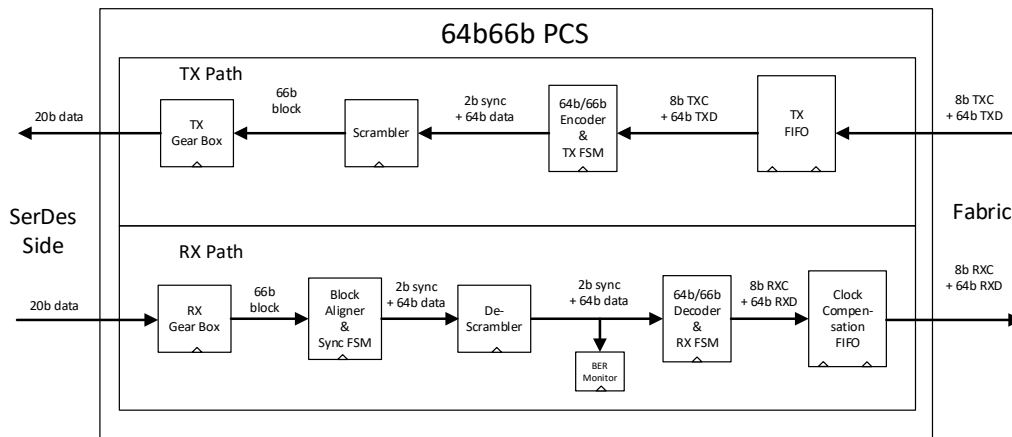 64b66b PCS
TX Path
20b data
TX
Gear Box
66b
block
Scrambler
2b sync
+ 64b data
64b/66b
Encoder
&
TX FSM
8b TXC
+ 64b TXD
TX
FIFO
8b TXC
+ 64b TXD
SerDes
Side
Fabric
RX Path
20b data
RX
Gear Box
66b
block
Block
Aligner
&
Sync FSM
2b sync
+ 64b data
De-
Scrambler
2b sync
+ 64b data
BER
Monitor
64b/66b
Decoder
&
RX FSM
8b RXC
+ 64b RXD
Clock
Compen-
sation
FIFO
8b RXC
+ 64b RXD